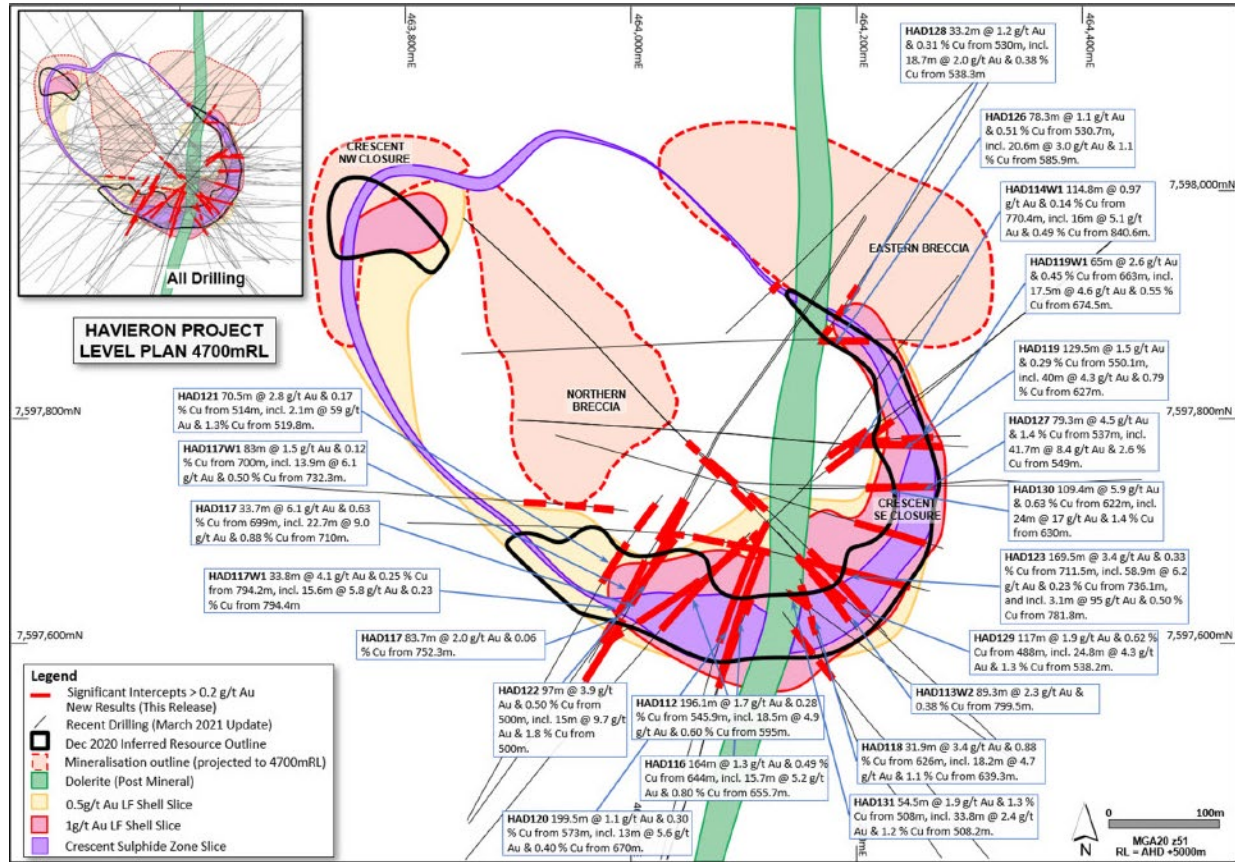 463,800mE
464,000mE
464,200mE
464,400mE
All Drilling
HAVIERON PROJECT
LEVEL PLAN 4700mRL
CRESCENT
NW CLOSURE
NORTHERN
BRECCIA
EASTERN BRECCIA
CRESCENT
SE CLOSURE
7,598,000mN
7,597,800mN
7,597,800mN
7,597,600mN
7,597,600mN
HAD128 33.2m @ 1.2 g/t Au
& 0.31 % Cu from 530m, incl.
18.7m @ 2.0 g/t Au & 0.38 %
Cu from 538.3m
HAD126 78.3m @ 1.1 g/t Au
& 0.51 % Cu from 530.7m,
incl. 20.6m @ 3.0 g/t Au & 1.1
% Cu from 585.9m.
HAD114W1 114.8m @ 0.97
g/t Au & 0.14 % Cu from
770.4m, incl. 16m @ 5.1 g/t
Au & 0.49 % Cu from 840.6m.
HAD119W1 65m @ 2.6 g/t Au
& 0.45 % Cu from 663m, incl.
17.5m @ 4.6 g/t Au & 0.55 %
Cu from 674.5m.
HAD119 129.5m @ 1.5 g/t Au
& 0.29 % Cu from 550.1m,
incl. 40m @ 4.3 g/t Au & 0.79
% Cu from 627m.
HAD127 79.3m @ 4.5 g/t Au
& 1.4 % Cu from 537m, incl.
41.7m @ 8.4 g/t Au & 2.6 %
Cu from 549m.
HAD130 109.4m @ 5.9 g/t Au
& 0.63 % Cu from 622m, incl.
24m @ 17 g/t Au & 1.4 % Cu
from 630m.
HAD123 169.5m @ 3.4 g/t Au & 0.33
% Cu from 711.5m, incl. 58.9m @ 6.2
g/t Au & 0.23 % Cu from 736.1m,
and incl. 3.1m @ 95 g/t Au & 0.50 %
Cu from 781.8m.
HAD129 117m @ 1.9 g/t Au & 0.62 %
Cu from 488m, incl. 24.8m @ 4.3 g/t
Au & 1.3 % Cu from 538.2m.
HAD113W2 89.3m @ 2.3 g/t Au &
0.38 % Cu from 799.5m.
HAD118 31.9m @ 3.4 g/t Au & 0.88
% Cu from 626m, incl. 18.2m @ 4.7
g/t Au & 1.1 % Cu from 639.3m.
HAD131 54.5m @ 1.9 g/t Au & 1.3 %
Cu from 508m, incl. 33.8m @ 2.4 g/t
Au & 1.2 % Cu from 508.2m.
HAD121 70.5m @ 2.8 g/t Au & 0.17
% Cu from 514m, incl. 2.1m @ 59 g/t
Au & 1.3% Cu from 519.8m.
HAD117W1 83m @ 1.5 g/t Au & 0.12
% Cu from 700m, incl. 13.9m @ 6.1
g/t Au & 0.50 % Cu from 732.3m.
HAD117 33.7m @ 6.1 g/t Au & 0.63
% Cu from 699m, incl. 22.7m @ 9.0
g/t Au & 0.88 % Cu from 710m.
HAD117W1 33.8m @ 4.1 g/t Au & 0.25 % Cu
from 794.2m, incl. 15.6m @ 5.8 g/t Au & 0.23
% Cu from 794.4m
HAD117 83.7m @ 2.0 g/t Au & 0.06
% Cu from 752.3m.
HAD122 97m @ 3.9 g/t
Au & 0.50 % Cu from
500m, incl. 15m @ 9.7 g/t
Au & 1.8 % Cu from
500m.
HAD112 196.1m @ 1.7 g/t Au & 0.28
% Cu from 545.9m, incl. 18.5m @ 4.9
g/t Au & 0.60 % Cu from 595m.
HAD116 164m @ 1.3 g/t Au & 0.49 %
Cu from 644m, incl. 15.7m @ 5.2 g/t
Au & 0.80 % Cu from 655.7m.
HAD120 199.5m @ 1.1 g/t Au & 0.30
% Cu from 573m, incl. 13m @ 5.6 g/t
Au & 0.40 % Cu from 670m.
Legend
Significant Intercepts > 0.2 g/t Au
New Results (This Release)
Recent Drilling (March 2021 Update)
Dec 2020 Inferred Resource Outline
Mineralisation outline (projected to 4700mRL)
Dolerite (Post Mineral)
0.5g/t Au LF Shell Slice
1g/t Au LF Shell Slice
Crescent Sulphide Zone Slice
N
0 100m
MGA20 z51
RL = AHD +5000m